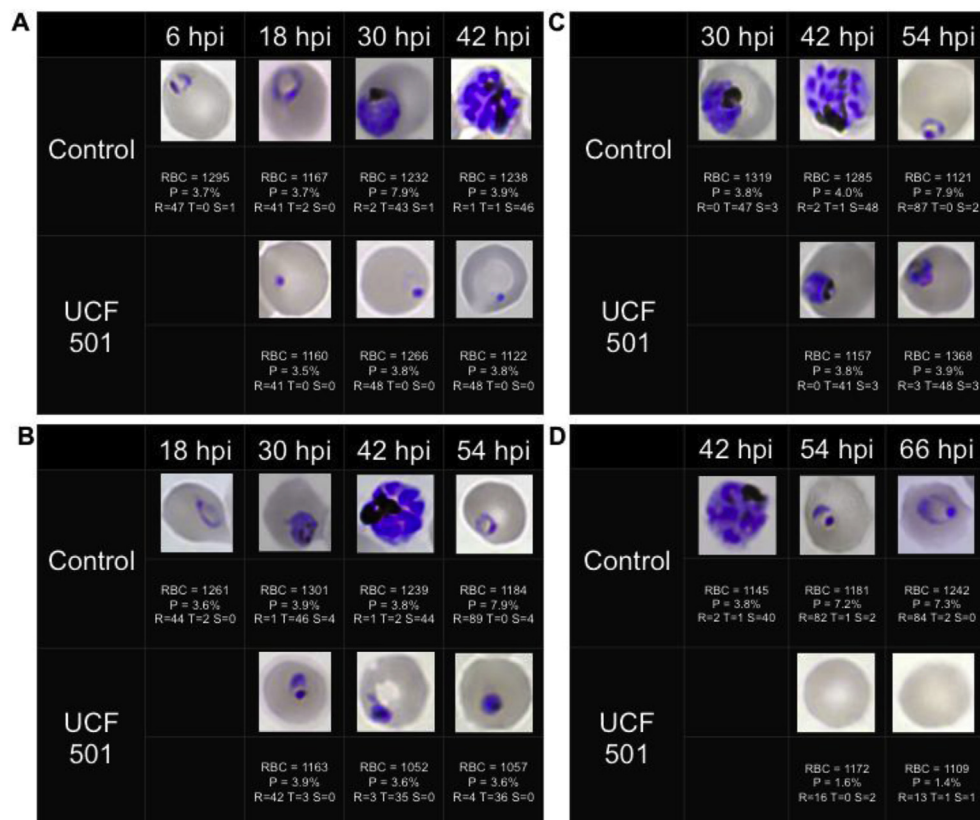 A
6 hpi 18 hpi 30 hpi 42 hpi
Control
RBC = 1295 RBC = 1167 RBC = 1232 RBC = 1238
P = 3.7% P = 3.7% P = 7.9% P = 3.9%
R=47 T=0 S=1 R=41 T=2 S=0 R=2 T=43 S=1 R=1 T=1 S=46
UCF
501
RBC = 1160 RBC = 1266 RBC = 1122
P = 3.5% P = 3.8% P = 3.8%
R=41 T=0 S=0 R=48 T=0 S=0 R=48 T=0 S=0
B
18 hpi 30 hpi 42 hpi 54 hpi
Control
RBC = 1261 RBC = 1301 RBC = 1239 RBC = 1184
P = 3.6% P = 3.9% P = 3.8% P = 7.9%
R=44 T=2 S=0 R=1 T=46 S=4 R=1 T=2 S=44 R=89 T=0 S=4
UCF
501
RBC = 1163 RBC = 1052 RBC = 1057
P = 3.9% P = 3.6% P = 3.6%
R=42 T=3 S=0 R=3 T=35 S=0 R=4 T=36 S=0
C
30 hpi 42 hpi 54 hpi
Control
RBC = 1319 RBC = 1285 RBC = 1121
P = 3.8% P = 4.0% P = 7.9%
R=0 T=47 S=3 R=2 T=1 S=48 R=87 T=0 S=2
UCF
501
RBC = 1157 RBC = 1368
P = 3.8% P = 3.9%
R=0 T=41 S=3 R=3 T=48 S=3
D
42 hpi 54 hpi 66 hpi
Control
RBC = 1145 RBC = 1181 RBC = 1242
P = 3.8% P = 7.2% P = 7.3%
R=2 T=1 S=40 R=82 T=1 S=2 R=84 T=2 S=0
UCF
501
RBC = 1172 RBC = 1109
P = 1.6% P = 1.4%
R=16 T=0 S=2 R=13 T=1 S=1